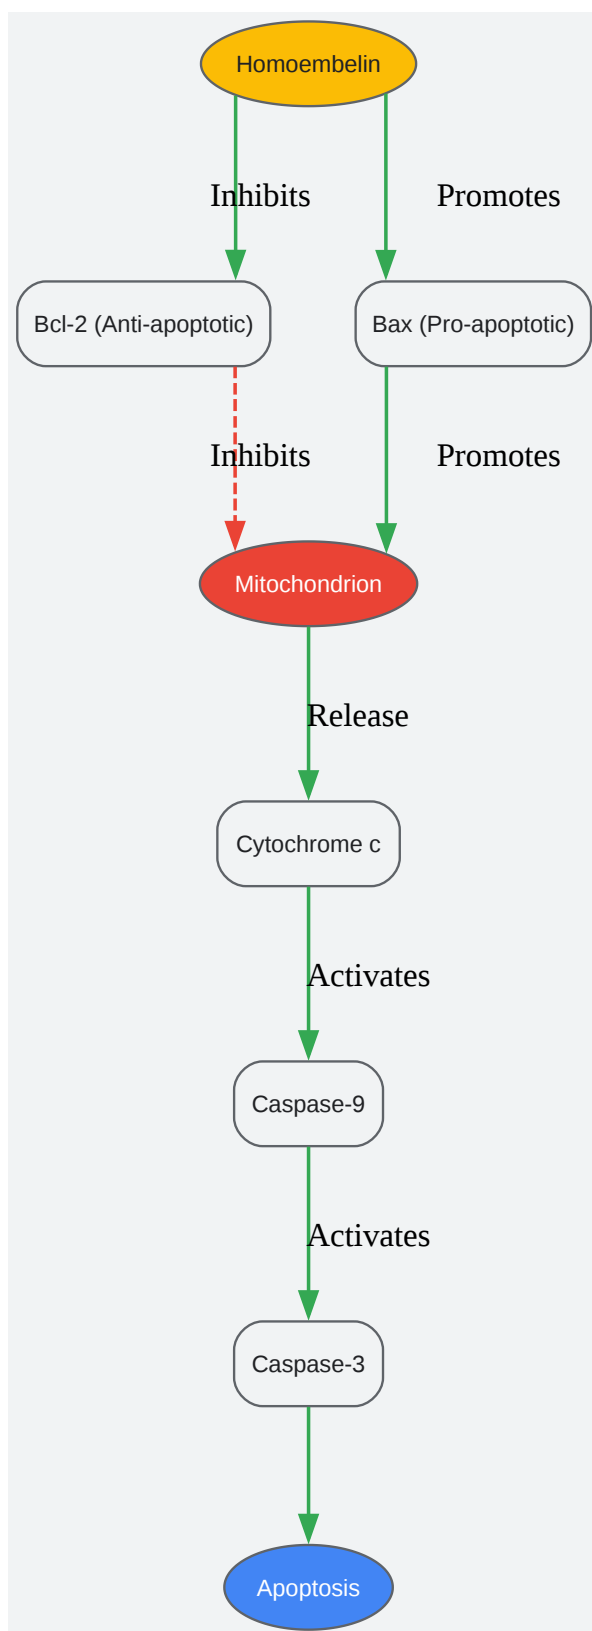 Homoembelin
Inhibits
Promotes
Bcl-2 (Anti-apoptotic)
Bax (Pro-apoptotic)
Inhibits
Promotes
Mitochondrion
Release
Cytochrome c
Activates
Caspase-9
Activates
Caspase-3
Apoptosis